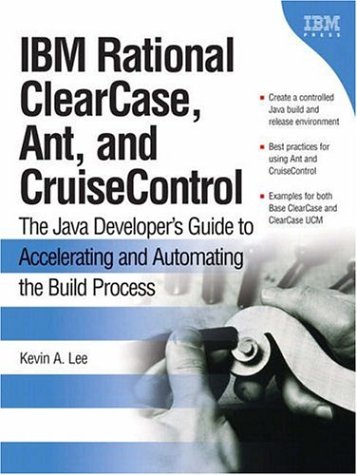 IBM
PRESS
IBM Rational
ClearCase,
Ant, and
CruiseControl
The Java Developer's Guide to
Accelerating and Automating
the Build Process
Kevin A. Lee
Create a controlled
Java build and
release environment
Best practices for
using Ant and
CruiseControl
Examples for both
Base ClearCase and
ClearCase UCM